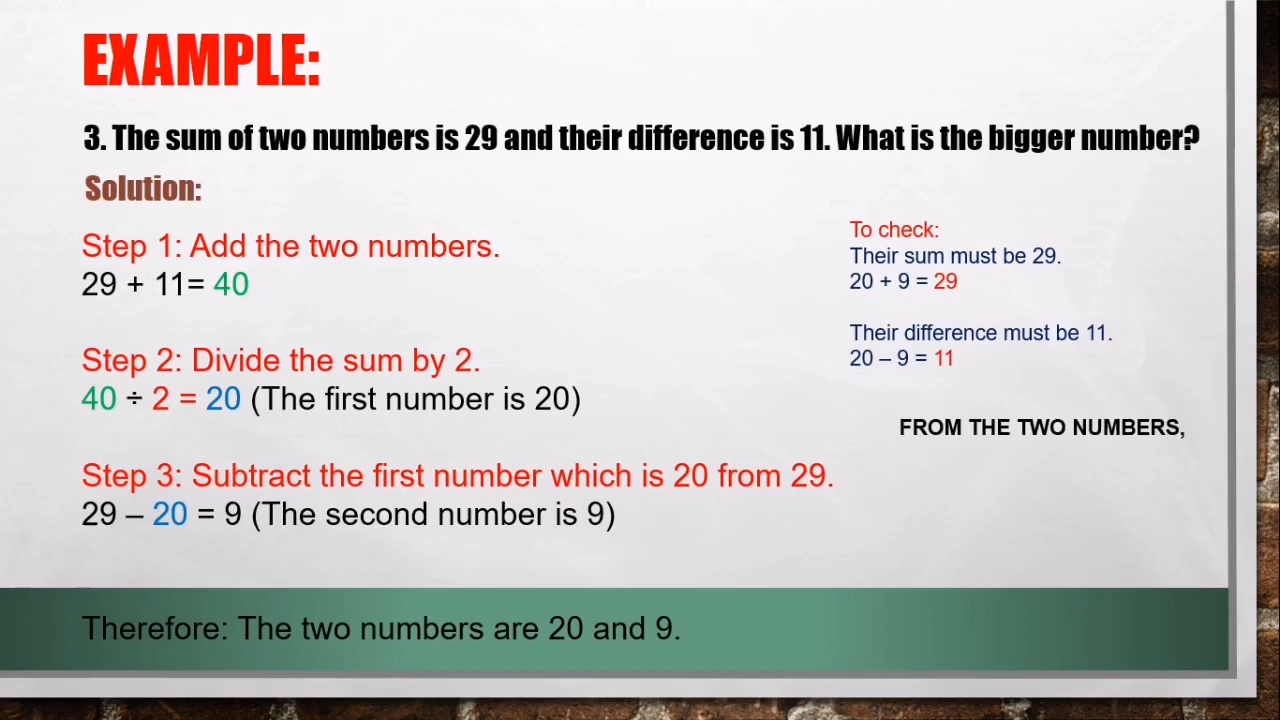 EXAMPLE:
3. The sum of two numbers is 29 and their difference is 11. What is the bigger number?
Solution:
Step 1: Add the two numbers.
29 + 11= 40
Step 2: Divide the sum by 2.
40 ÷ 2 = 20 (The first number is 20)
Step 3: Subtract the first number which is 20 from 29.
29 – 20 = 9 (The second number is 9)
To check:
Their sum must be 29.
20 + 9 = 29
Their difference must be 11.
20 – 9 = 11
FROM THE TWO NUMBERS,
Therefore: The two numbers are 20 and 9.